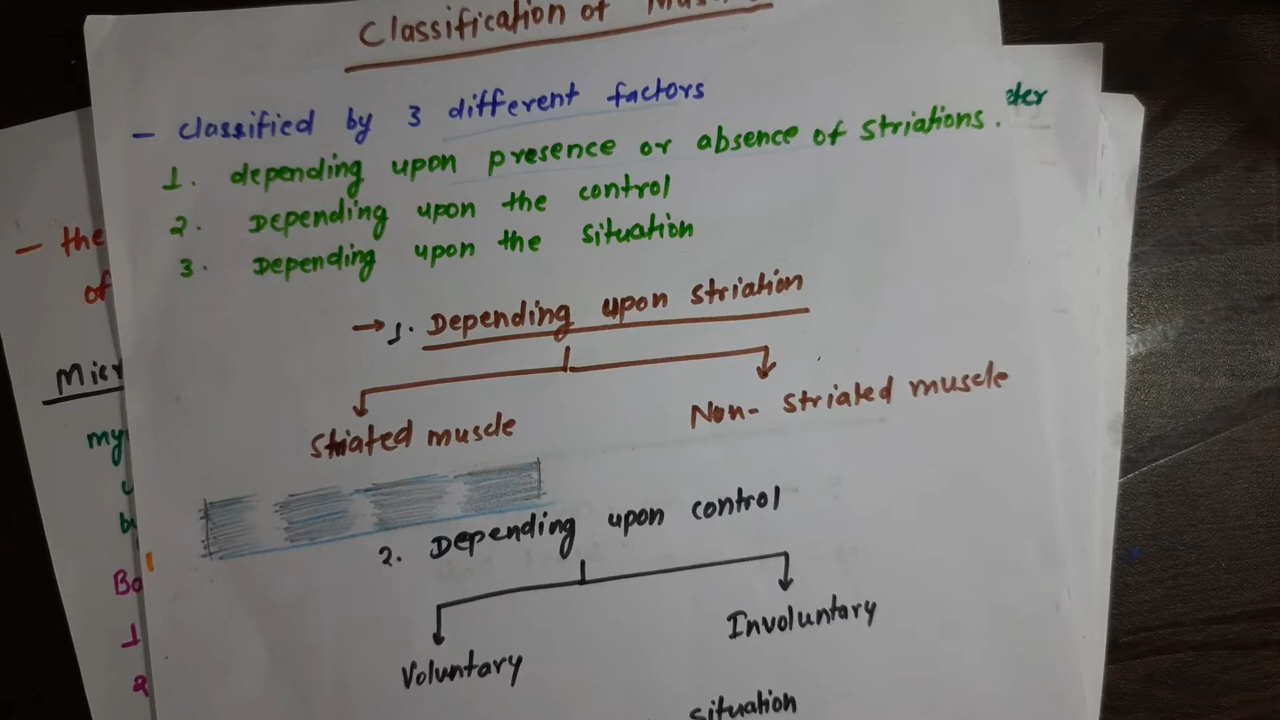 Classification of
- classified by 3 different factors
1. depending upon presence or absence of striations.
2. Depending upon the control
3. Depending upon the situation
→ 1. Depending upon striation
Striated muscle
Non- striated muscle
2. Depending upon control
Voluntary
Involuntary
situation
- the
of
Micr
my
Bo
1
2